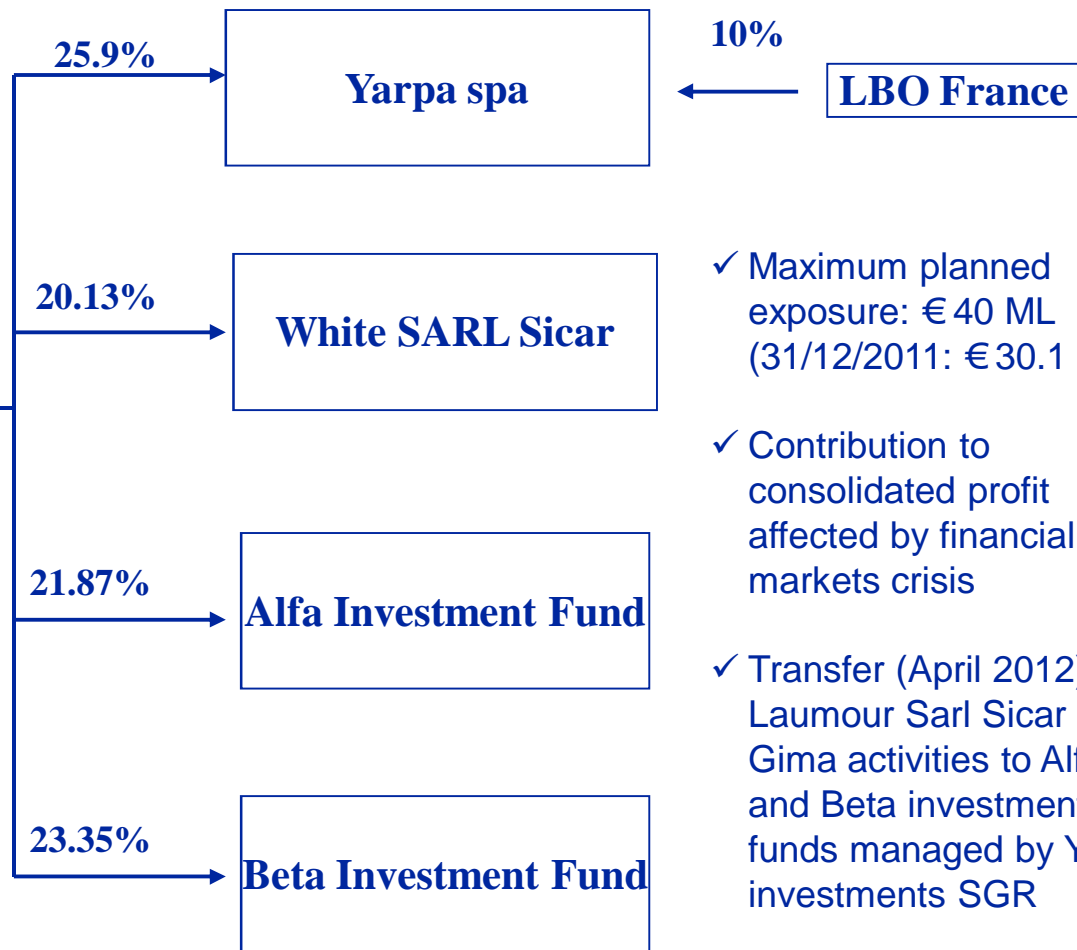 25.9%
Yarpa spa
10%
LBO France
20.13%
White SARL Sicar
✓ Maximum planned
exposure: € 40 ML
(31/12/2011: € 30.1
✓ Contribution to
consolidated profit
affected by financial
markets crisis
21.87%
Alfa Investment Fund
✓ Transfer (April 2012)
Laumour Sarl Sicar
Gima activities to
and Beta
funds managed by
investments SGR
23.35%
Beta Investment Fund